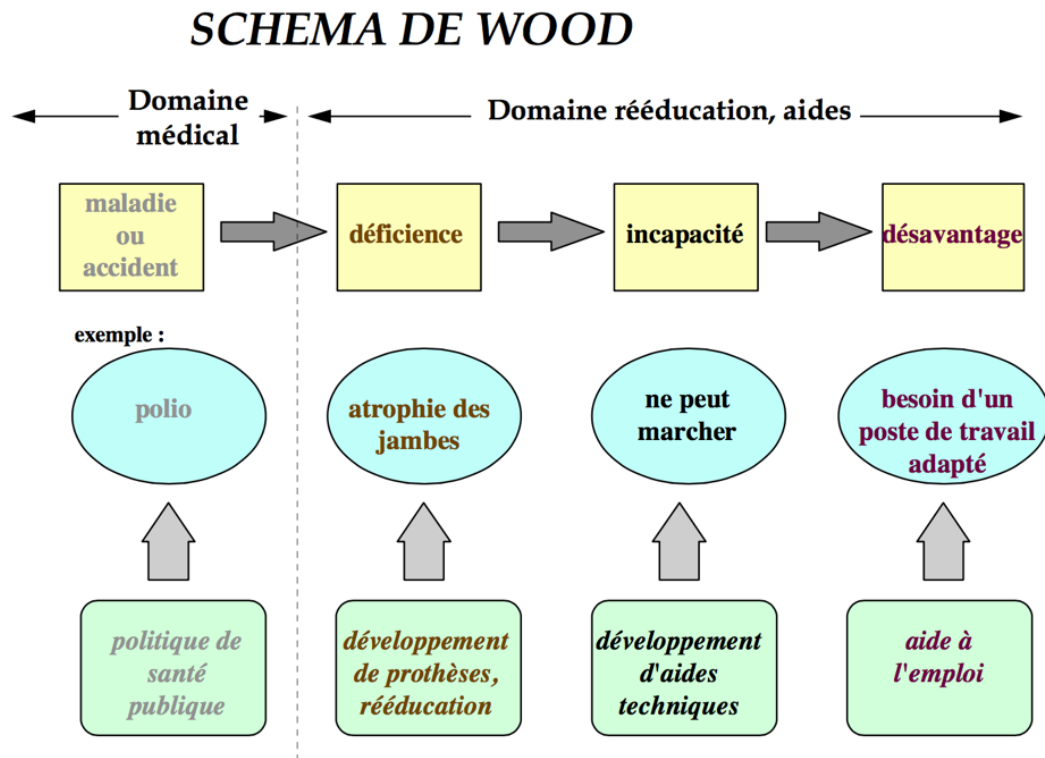 SCHEMA DE WOOD
Domaine
médical
Domaine rééducation, aides
maladie
ou
accident
déficience
incapacité
désavantage
exemple :
polio
atrophie des
jambes
ne peut
marcher
besoin d'un
poste de travail
adapté
politique de
santé
publique
développement
de prothèses,
rééducation
développement
d'aides
techniques
aide à
l'emploi